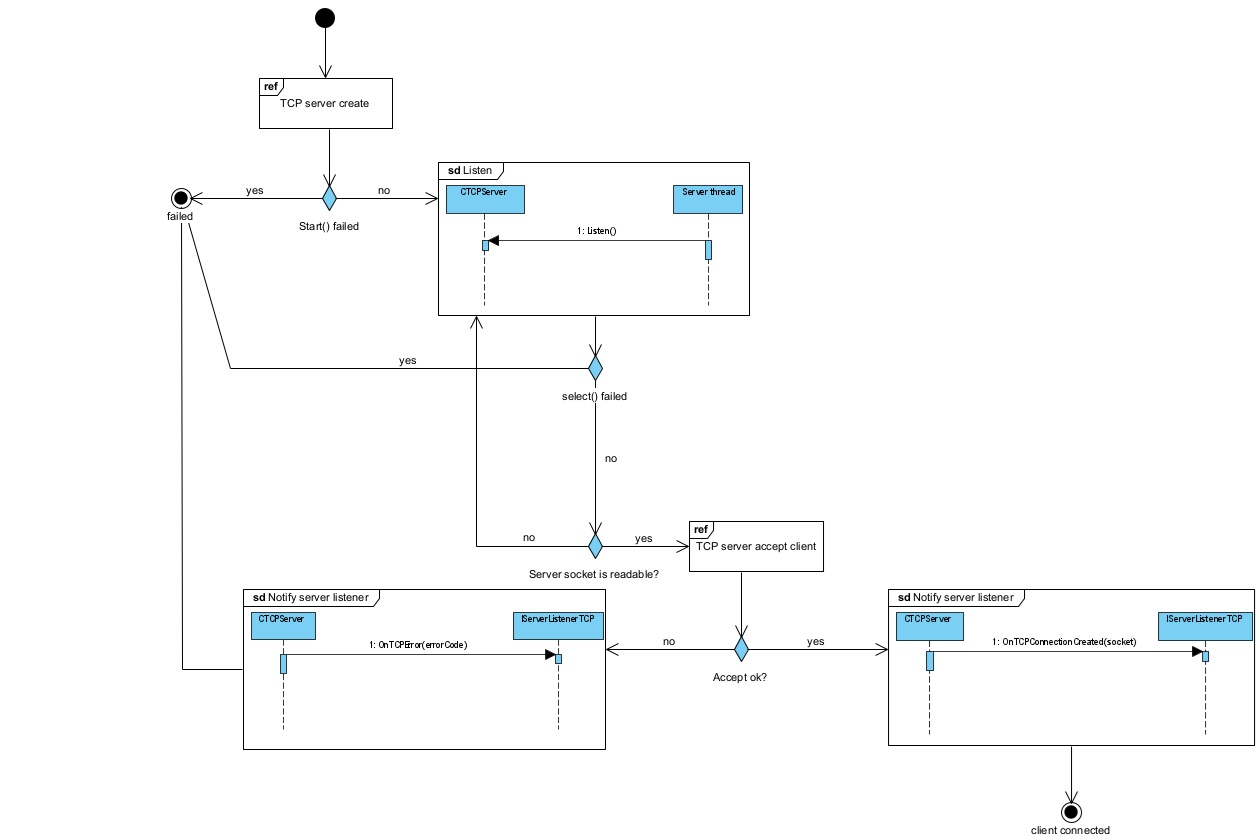 ref
TCP server create
yes
no
failed
Start() failed
sd Listen
CTCPServer
Server thread
1: Listen()
yes
select() failed
no
no
yes
Server socket is readable?
ref
TCP server accept client
sd Notify server listener
CTCPServer
IServerListenerTCP
1: OnTCPError(errorCode)
no
yes
Accept ok?
sd Notify server listener
CTCPServer
IServerListenerTCP
1: OnTCPConnectionCreated(socket)
client connected